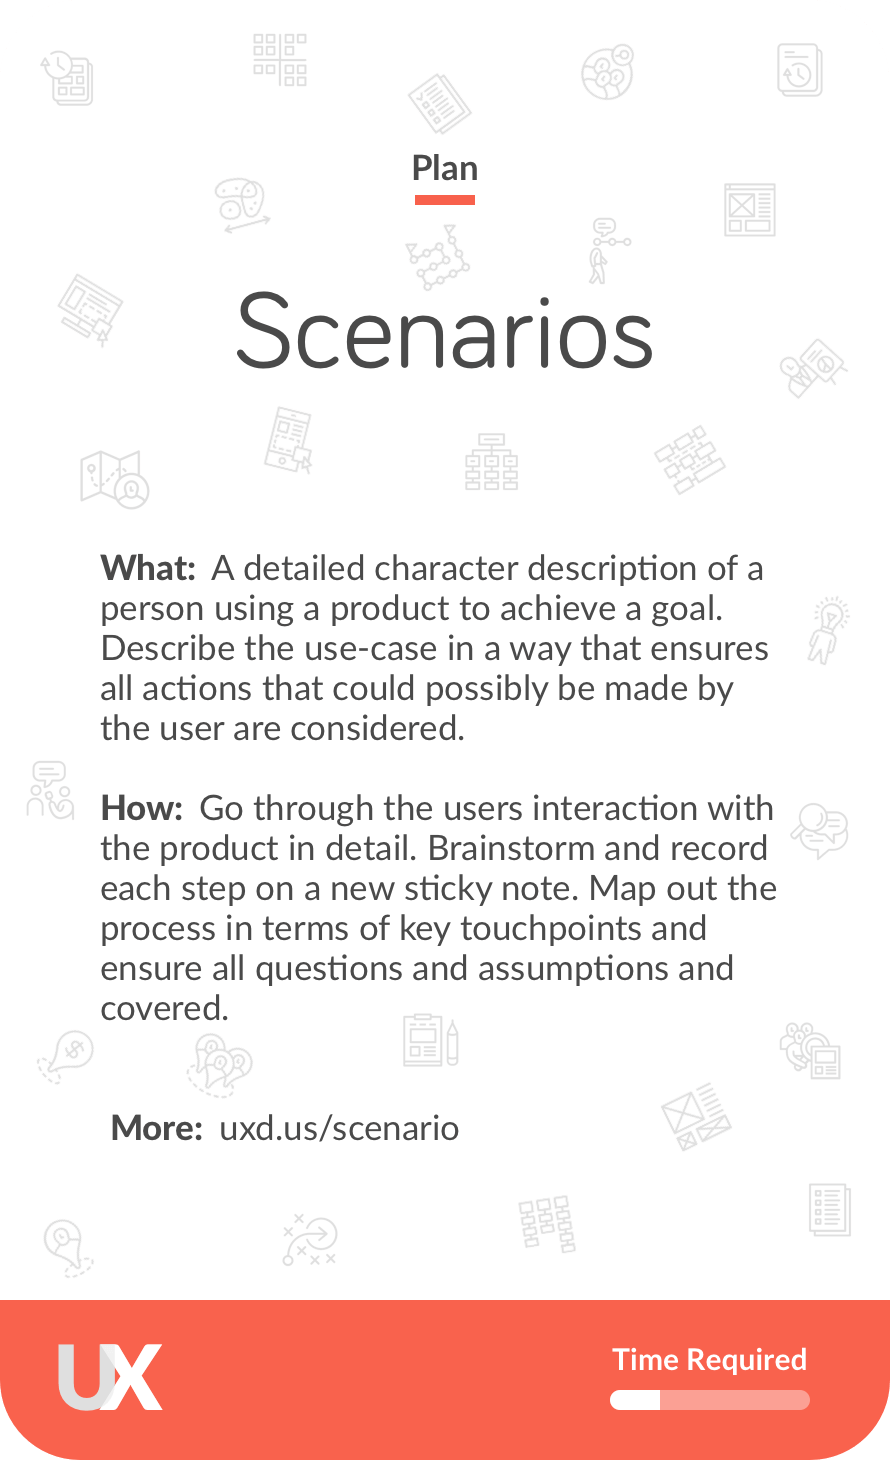 Plan
Scenarios
What: A detailed character description of a
person using a product to achieve a goal.
Describe the use-case in a way that ensures
all actions that could possibly be made by
the user are considered.
How: Go through the users interaction with
the product in detail. Brainstorm and record
each step on a new sticky note. Map out the
process in terms of key touchpoints and
ensure all questions and assumptions and
covered.
More: uxd.us/scenario
UX
Time Required